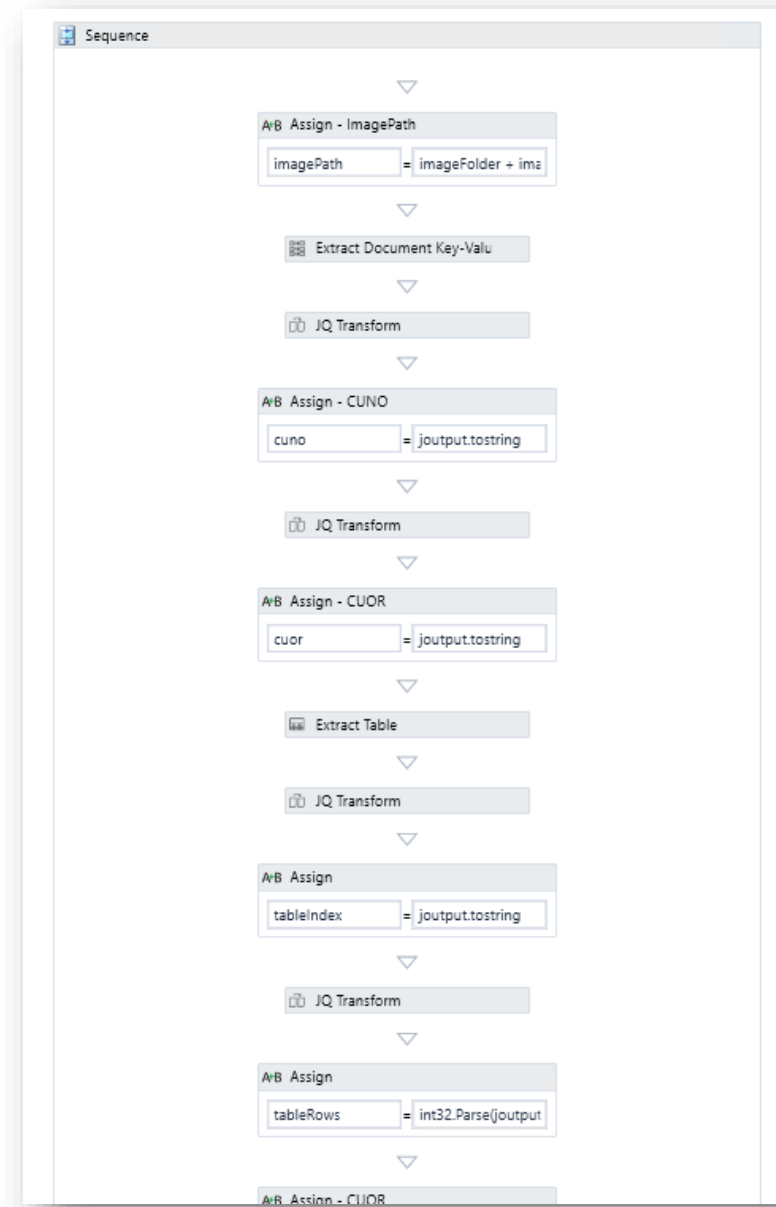 Sequence
A+B Assign - ImagePath
imagePath = imageFolder + ima
Extract Document Key-Valu
JQ Transform
A+B Assign - CUNO
cuno = joutput.tostring
JQ Transform
A+B Assign - CUOR
cuor = joutput.tostring
Extract Table
JQ Transform
A+B Assign
tableIndex = joutput.tostring
JQ Transform
A+B Assign
tableRows = int32.Parse(joutput
A+B Assign - CUOR